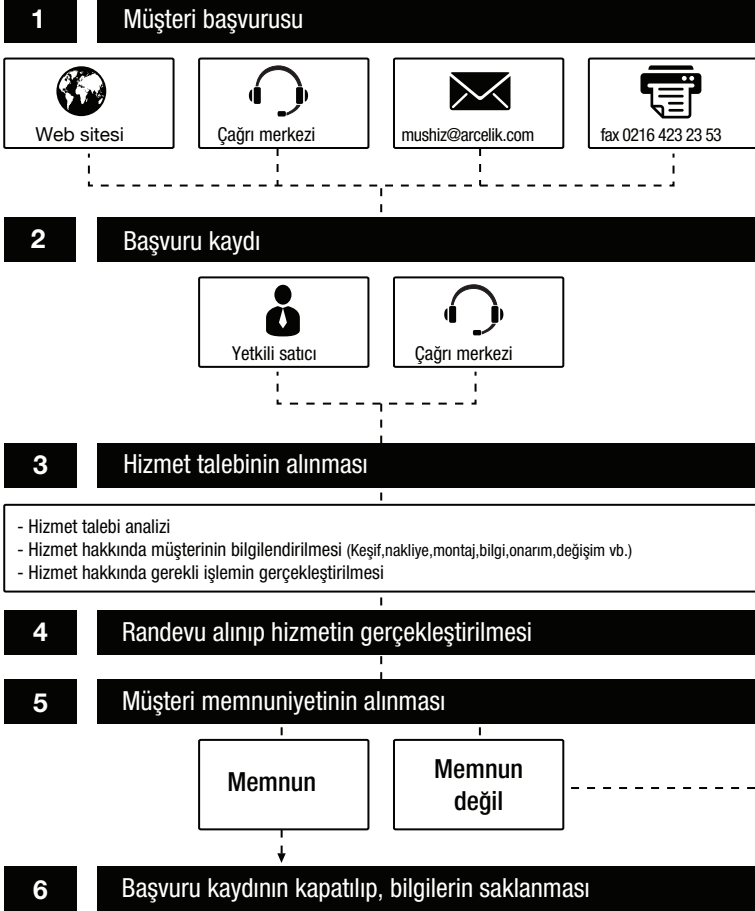 1 Müşteri başvurusu
Web sitesi
Çağrı merkezi
mushiz@arcelik.com
fax 0216 423 23 53
2 Başvuru kaydı
Yetkili satıcı
Çağrı merkezi
3 Hizmet talebinin alınması
- Hizmet talebi analizi
- Hizmet hakkında müşterinin bilgilendirilmesi (Keşif,nakliye,montaj,bilgi,onarım,değişim vb.)
- Hizmet hakkında gerekli işlemin gerçekleştirilmesi
4 Randevu alınıp hizmetin gerçekleştirilmesi
5 Müşteri memnuniyetinin alınması
Memnun
Memnun
değil
6 Başvuru kaydının kapatılıp, bilgilerin saklanması